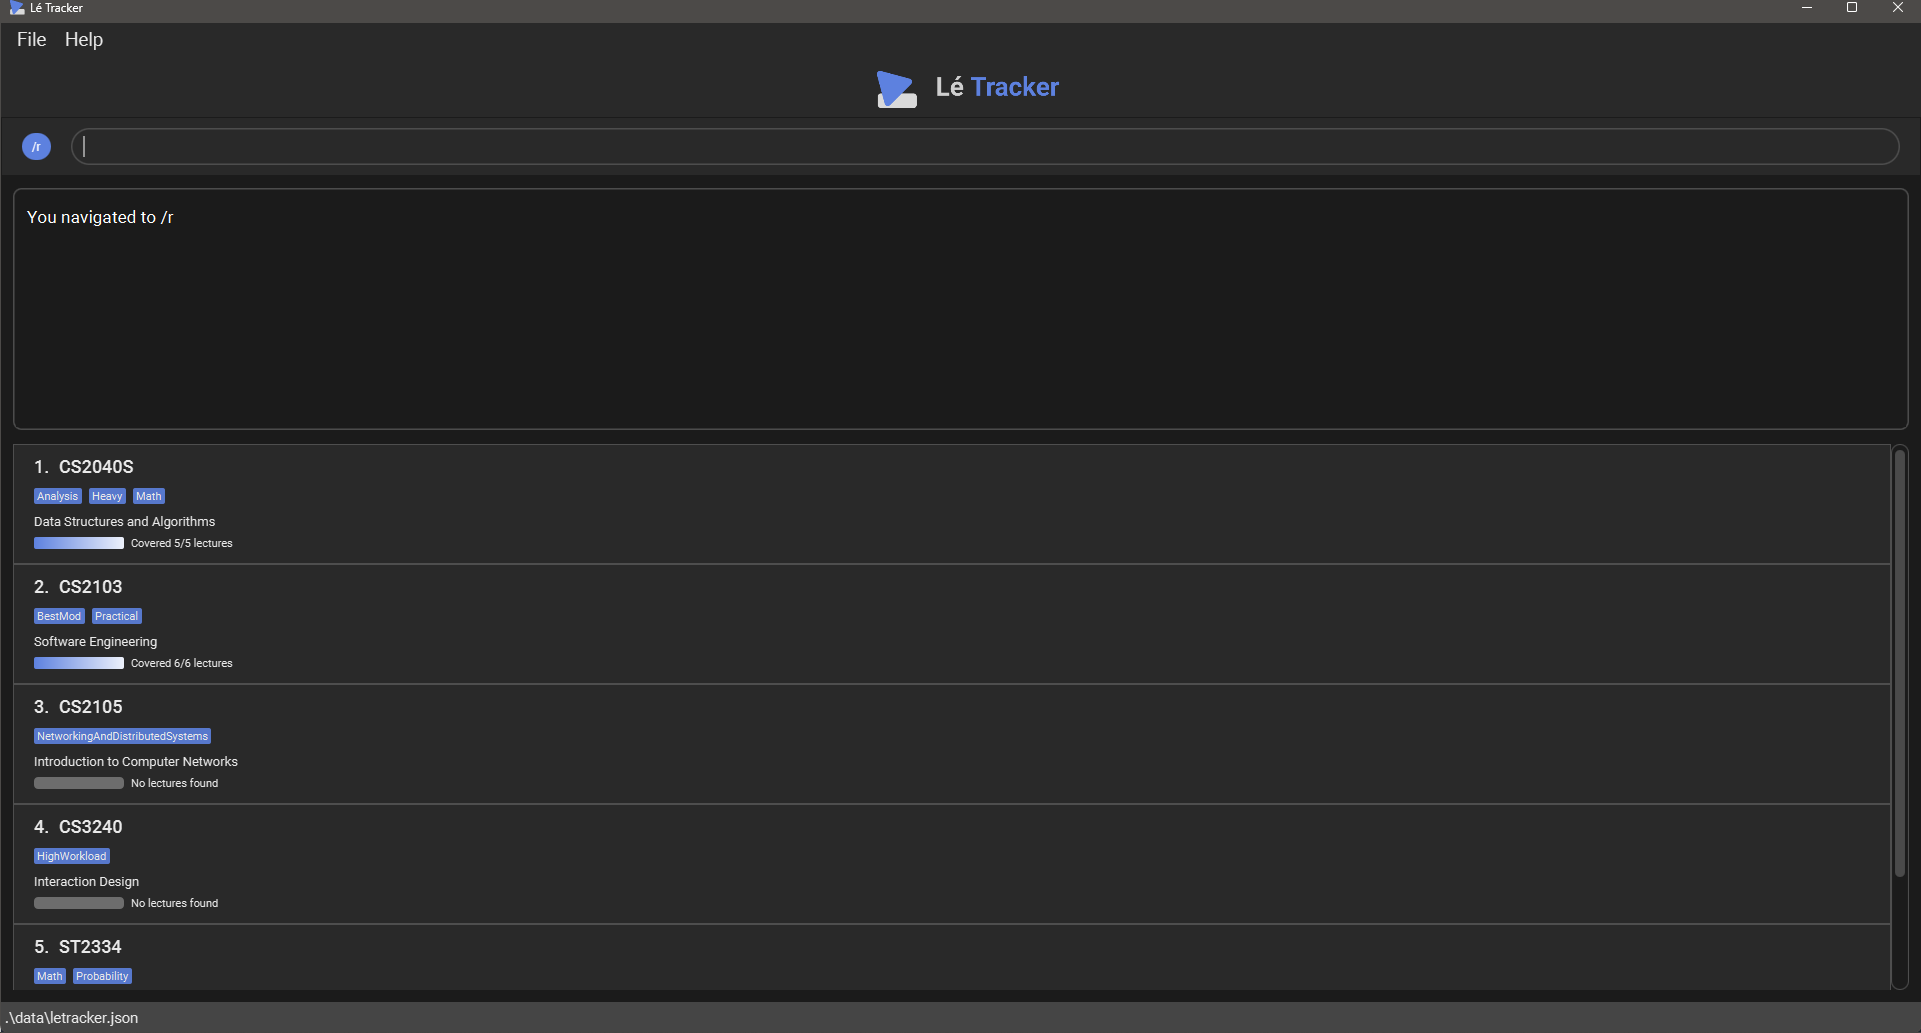 Lé Tracker
File Help
Lé Tracker
/r
You navigated to /r
1. CS2040S
Analysis Heavy Math
Data Structures and Algorithms
Covered 5/5 lectures
2. CS2103
BestMod Practical
Software Engineering
Covered 6/6 lectures
3. CS2105
NetworkingAndDistributedSystems
Introduction to Computer Networks
No lectures found
4. CS3240
HighWorkload
Interaction Design
No lectures found
5. ST2334
Math Probability
.\data\letracker.json